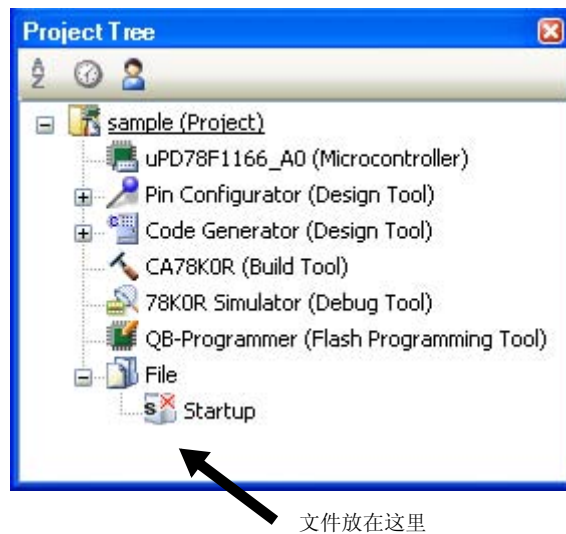 Project Tree
sample (Project)
uPD78F1166_A0 (Microcontroller)
Pin Configurator (Design Tool)
Code Generator (Design Tool)
CA78K0R (Build Tool)
78K0R Simulator (Debug Tool)
QB-Programmer (Flash Programming Tool)
File
Startup
文件放在这里